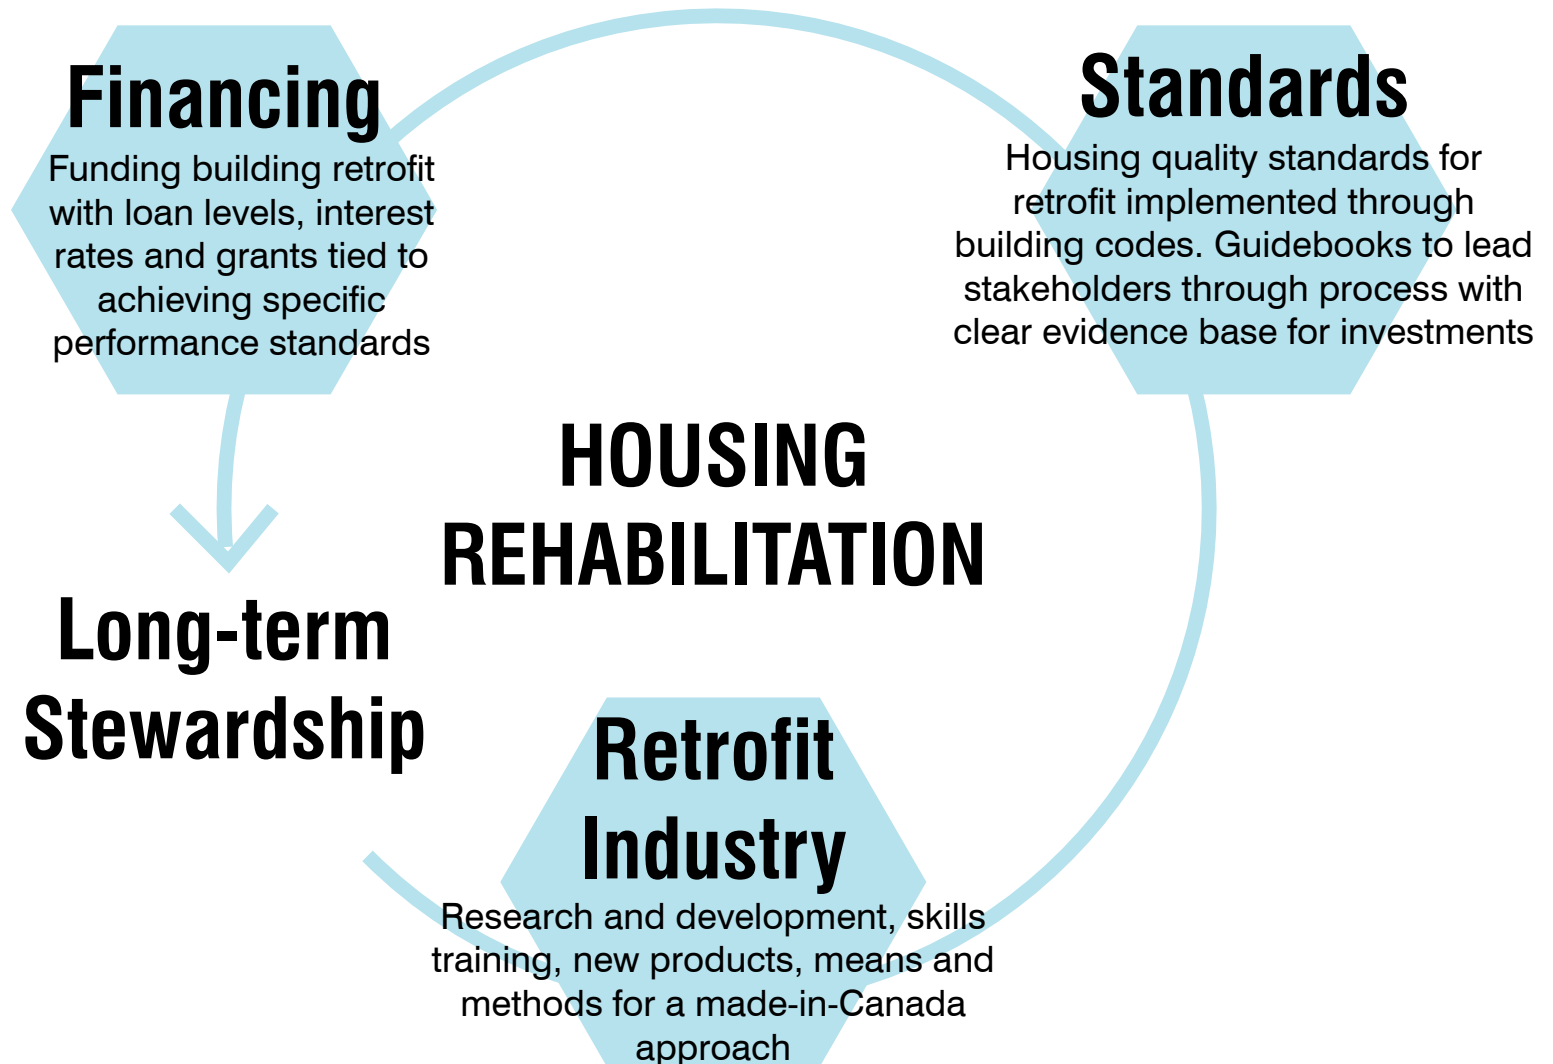 Financing
Funding building retrofit
with loan levels, interest
rates and grants tied to
achieving specific
performance standards
Standards
Housing quality standards for
retrofit implemented through
building codes. Guidebooks to lead
stakeholders through process with
clear evidence base for investments
HOUSING
REHABILITATION
Long-term
Stewardship
Retrofit
Industry
Research and development, skills
training, new products, means and
methods for a made-in-Canada
approach